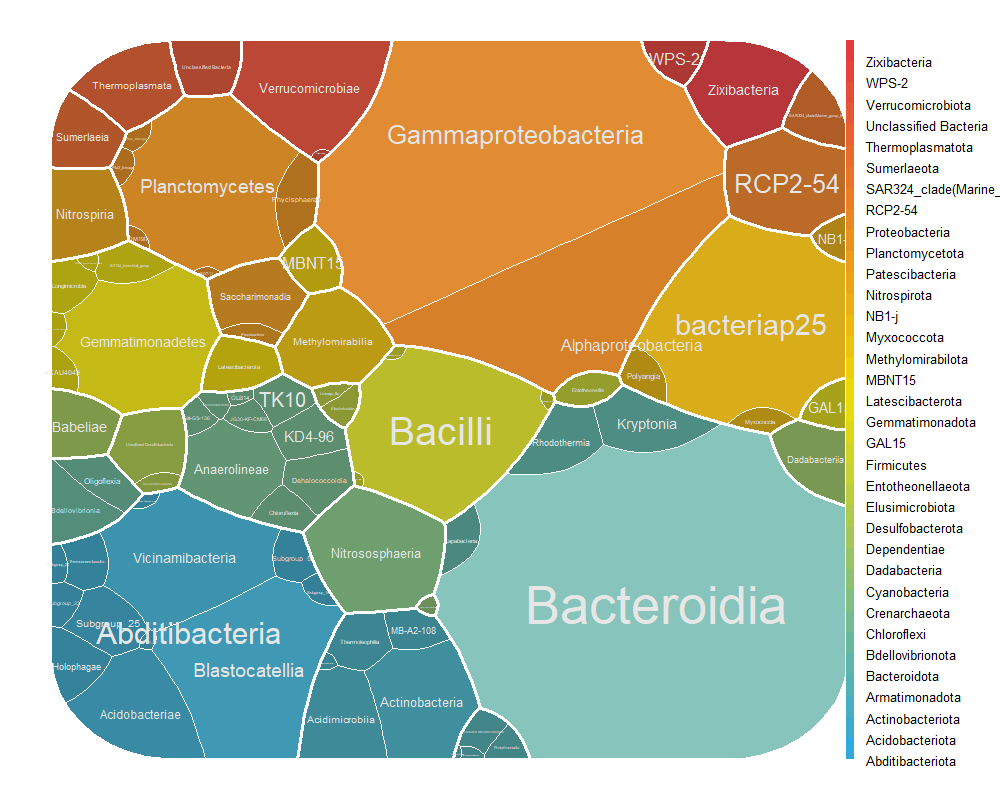 Unclassified Bacteria
WPS-2
Thermoplasmata
Verrucomicrobiae
Zixibacteria
Gammaproteobacteria
Sumerlaeia
Planctomycetes
RCP2-54
Nitrospiria
NB1-
MBNT15
Saccharimonadia
bacteriap25
Gemmatimonadetes
Methylomirabilia
Alphaproteobacteria
Latescibacterota
Polyangia
Entotheonellia
TK10
GAL15
Kryptonia
Myxococcia
Babeliae
Bacilli
KD4-96
Rhodothermia
Dadabacteriia
Anaerolineae
Oligoflexia
Dehalococcoidia
Bdellovibrionia
Chloroflexia
Vicinamibacteria
Nitrososphaeria
Bacteroidia
Subgroup_25
Abditibacteria
MB-A2-108
Thermoleophilia
Holophagae
Blastocatellia
Acidobacteriae
Acidimicrobiia
Actinobacteria
Zixibacteria
WPS-2
Verrucomicrobiota
Unclassified Bacteria
Thermoplasmatota
Sumerlaeota
SAR324_clade(Marine_
RCP2-54
Proteobacteria
Planctomycetota
Patescibacteria
Nitrospirota
NB1-j
Myxococcota
Methylomirabilota
MBNT15
Latescibacterota
Gemmatimonadota
GAL15
Firmicutes
Entotheonellaeota
Elusimicrobiota
Desulfobacterota
Dependentiae
Dadabacteria
Cyanobacteria
Crenarchaeota
Chloroflexi
Bdellovibrionota
Bacteroidota
Armatimonadota
Actinobacteriota
Acidobacteriota
Abditibacteriota